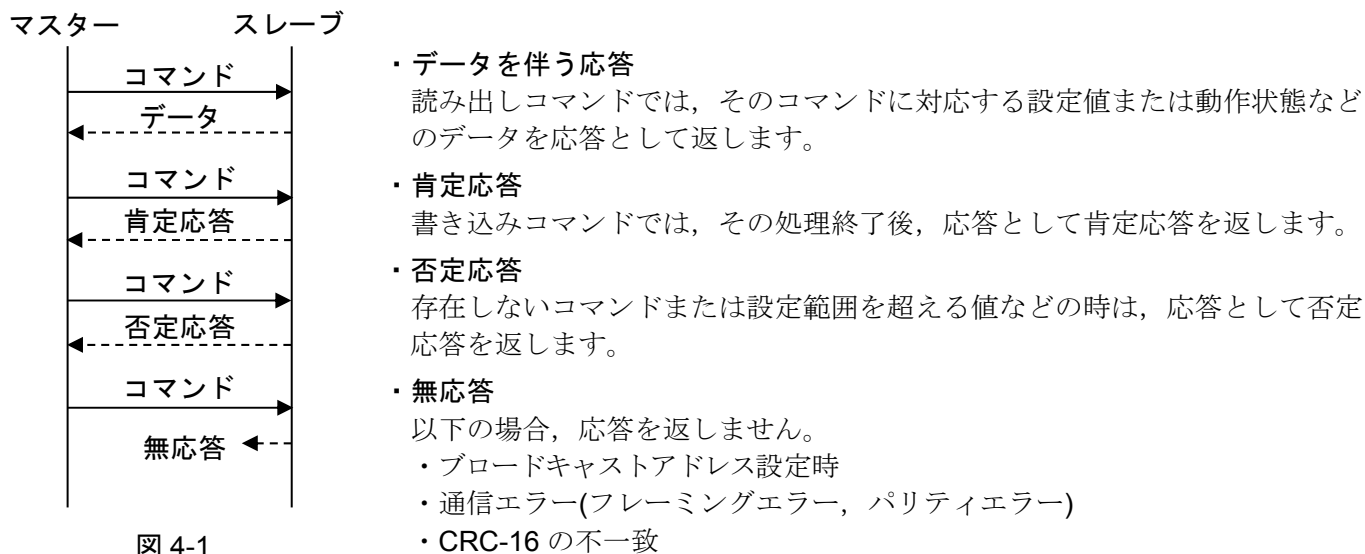 マスター スレーブ
コマンド
データ
コマンド
肯定応答
コマンド
否定応答
コマンド
無応答
図 4-1
・データを伴う応答
読み出しコマンドでは，そのコマンドに対応する設定値または動作状態など
のデータを応答として返します。
・肯定応答
書き込みコマンドでは，その処理終了後，応答として肯定応答を返します。
・否定応答
存在しないコマンドまたは設定範囲を超える値などの時は，応答として否定
応答を返します。
・無応答
以下の場合，応答を返しません。
・ブロードキャストアドレス設定時
・通信エラー(フレーミングエラー，パリティエラー)
・CRC-16 の不一致